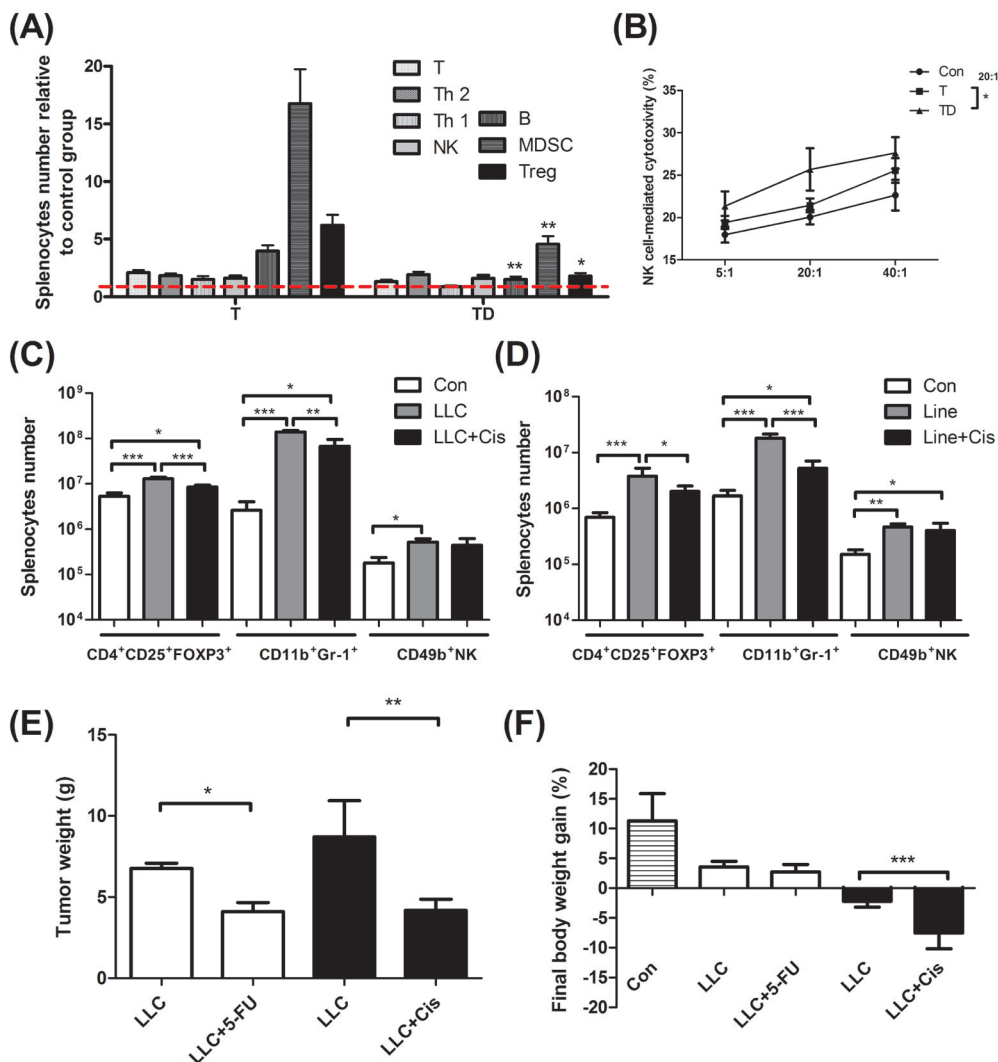 (A)
Splenocytes number relative
to control group
20
15
10
5
0
T
Th 2
Th 1
NK
B
MDSC
Treg
**
**
*
T
TD
(B)
NK cell-mediated cytotoxivity (%)
35
30
25
20
15
5:1
20:1
40:1
Con
T
TD
20:1
*
(C)
Splenocytes number
10⁹
10⁸
10⁷
10⁶
10⁵
10⁴
Con
LLC
LLC+Cis
*
***
***
*
***
**
*
CD4⁺CD25⁺FOXP3⁺
CD11b⁺Gr-1⁺
CD49b⁺NK
(D)
Splenocytes number
10⁸
10⁷
10⁶
10⁵
10⁴
Con
Line
Line+Cis
***
*
*
***
***
*
**
CD4⁺CD25⁺FOXP3⁺
CD11b⁺Gr-1⁺
CD49b⁺NK
(E)
Tumor weight (g)
15
10
5
0
*
**
LLC
LLC+5-FU
LLC
LLC+Cis
(F)
Final body weight gain (%)
20
15
10
5
0
-5
-10
-15
-20
***
Con
LLC
LLC+5-FU
LLC
LLC+Cis